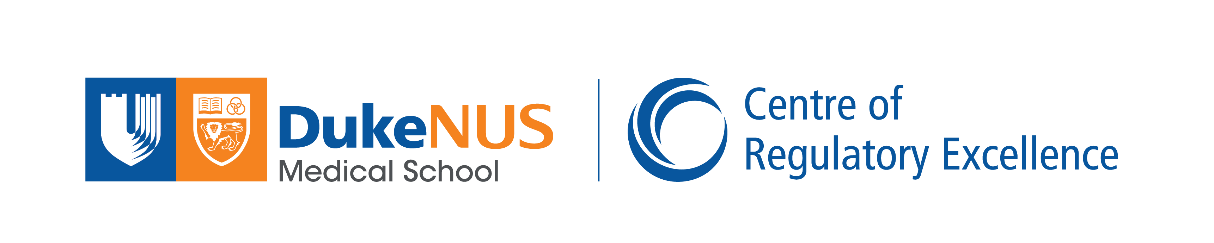 DukeNUS
Medical School
Centre of
Regulatory Excellence